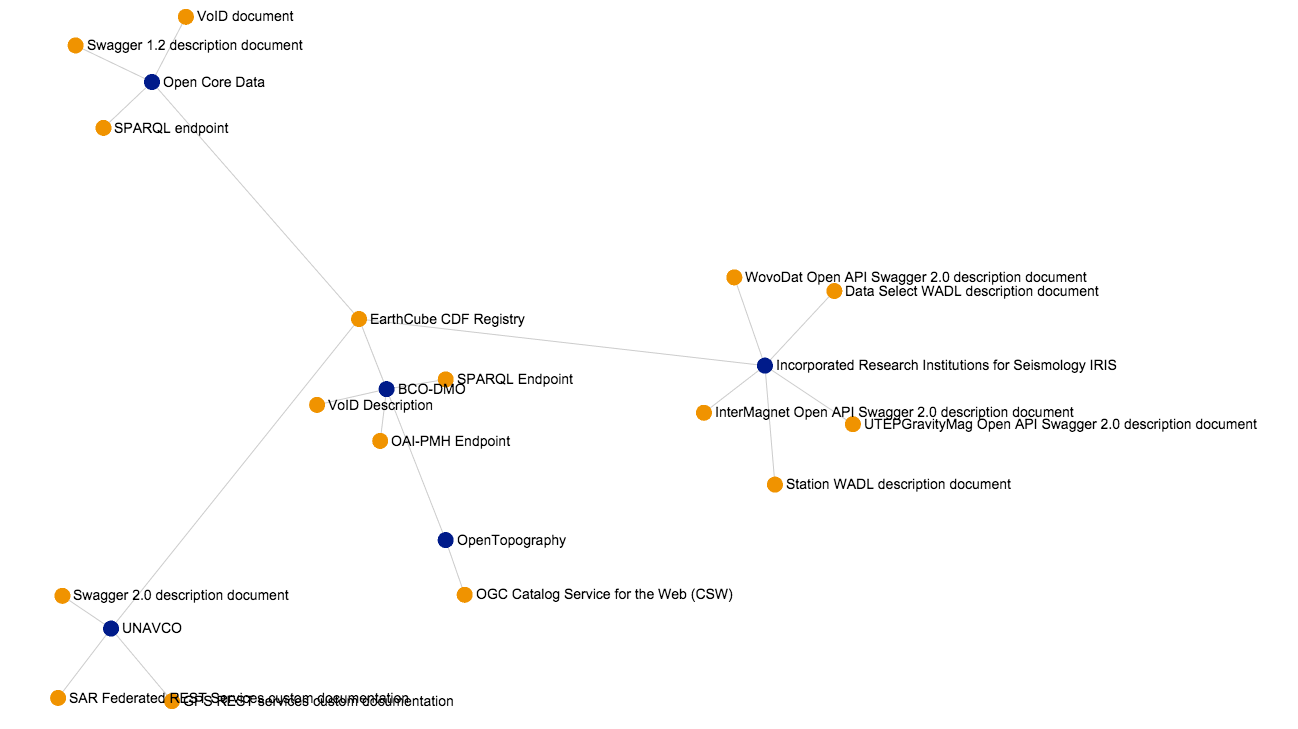 VoID document
Swagger 1.2 description document
Open Core Data
SPARQL endpoint
WovoDat Open API Swagger 2.0 description document
Data Select WADL description document
EarthCube CDF Registry
Incorporated Research Institutions for Seismology IRIS
SPARQL Endpoint
BCO-DMO
VoID Description
InterMagnet Open API Swagger 2.0 description document
UTEPGravityMag Open API Swagger 2.0 description document
OAI-PMH Endpoint
Station WADL description document
OpenTopography
OGC Catalog Service for the Web (CSW)
Swagger 2.0 description document
UNAVCO
SAR Federated REST Services custom documentation
GPS REST services custom documentation